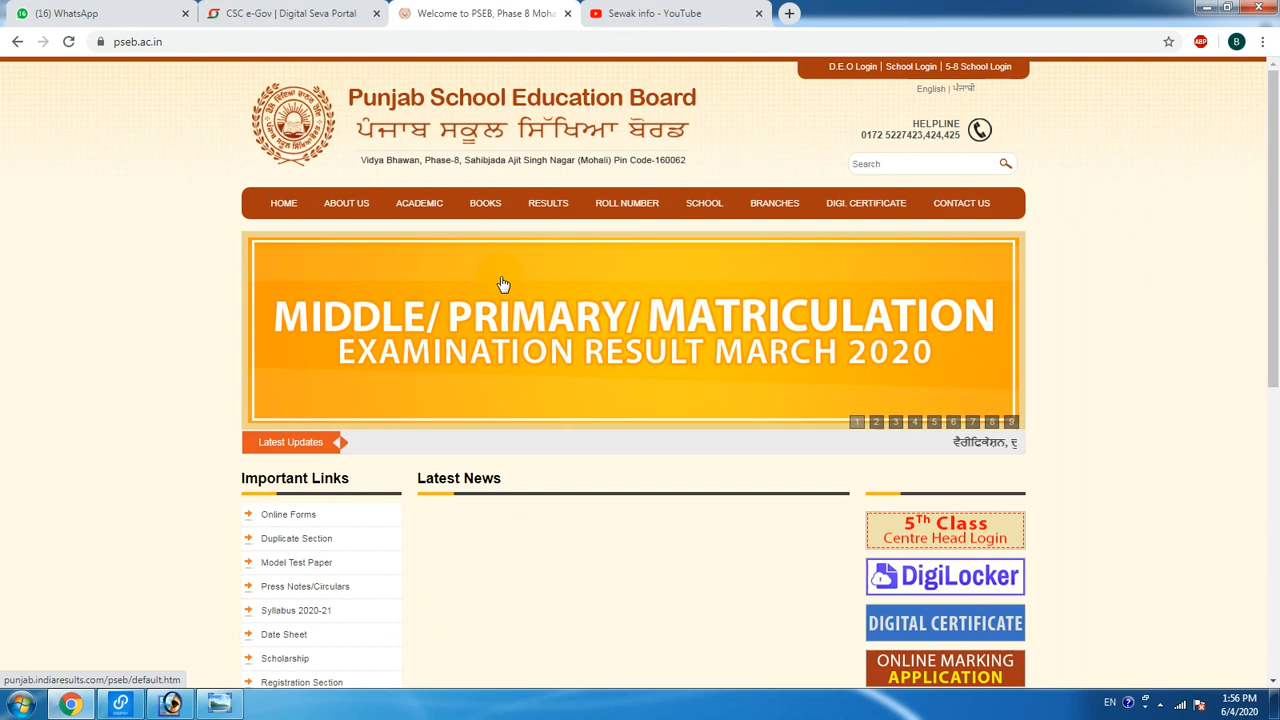 (16) WhatsApp
CSC e-Gov | Digital Seva Portal
Welcome to PSEB, Phase 8 Moh
Sewak info - YouTube
pseb.ac.in
ABP
B
D.E.O Login | School Login | 5-8 School Login
English | ਪੰਜਾਬੀ
Punjab School Education Board
ਪੰਜਾਬ ਸਕੂਲ ਸਿੱਖਿਆ ਬੋਰਡ
Vidya Bhawan, Phase-8, Sahibjada Ajit Singh Nagar (Mohali) Pin Code-160062
HELPLINE
0172 5227423,424,425
Search
HOME ABOUT US ACADEMIC BOOKS RESULTS ROLL NUMBER SCHOOL BRANCHES DIGI. CERTIFICATE CONTACT US
MIDDLE/ PRIMARY/ MATRICULATION
EXAMINATION RESULT MARCH 2020
1 2 3 4 5 6 7 8 9
Latest Updates
ਵੈਰੀਫਿਕੇਸ਼ਨ,
Important Links
Latest News
Online Forms
Duplicate Section
Model Test Paper
Press Notes/Circulars
Syllabus 2020-21
Date Sheet
Scholarship
Registration Section
5Th Class
Centre Head Login
DigiLocker
DIGITAL CERTIFICATE
ONLINE MARKING
APPLICATION
punjab.indiaresults.com/pseb/default.htm
EN
1:56 PM
6/4/2020